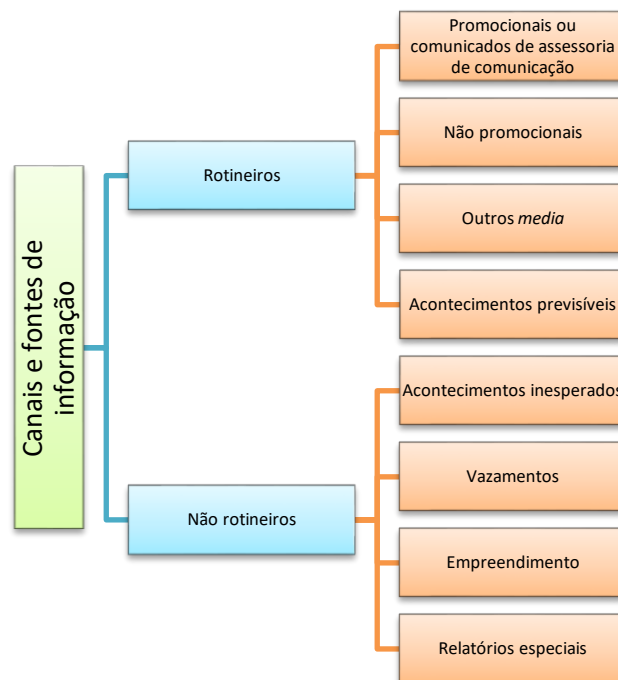 Canais e fontes de
informação
Rotineiros
Promocionais ou
comunicados de assessoria
de comunicação
Não promocionais
Outros media
Acontecimentos previsíveis
Não rotineiros
Acontecimentos inesperados
Vazamentos
Empreendimento
Relatórios especiais